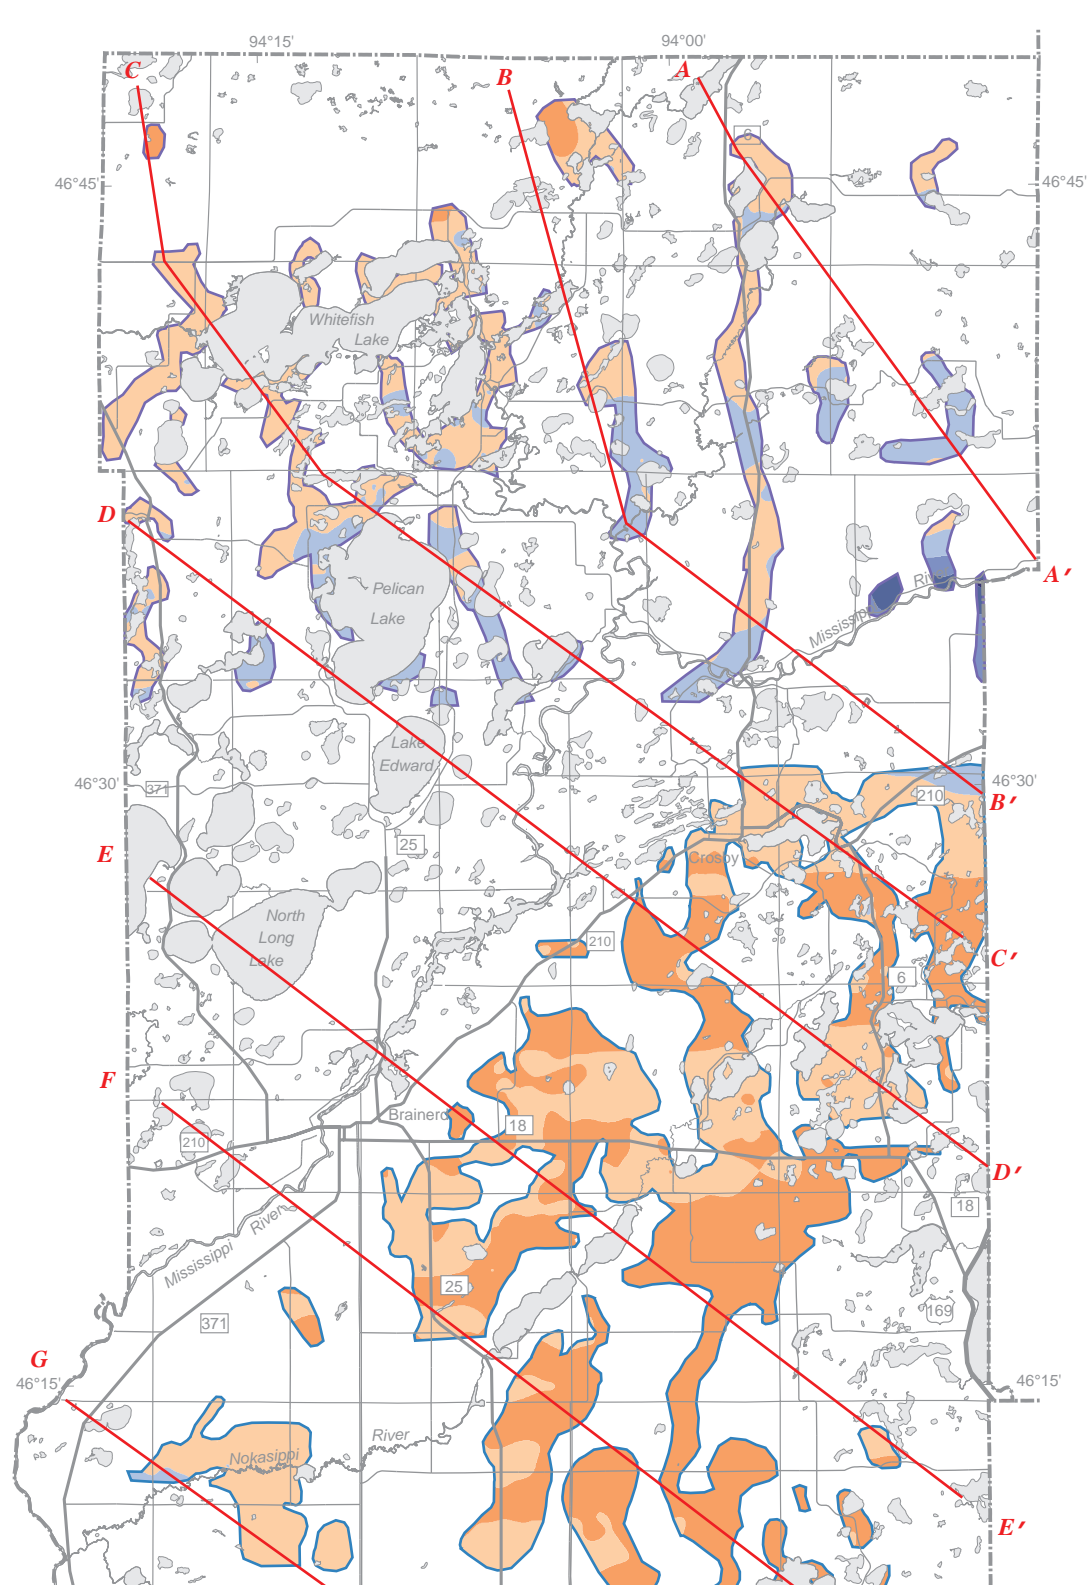 94°15'
94°00'
C
B
A
6
46°45'
46°45'
Whitefish
Lake
D
Pelican
Lake
River
A′
Mississippi
Lake
Edward
46°30'
371
46°30'
210
B′
25
E
Crosby
North
Long
Lake
210
C′
6
F
Brainerd
18
210
D′
18
River
Mississippi
25
371
169
G
46°15'
46°15'
River
Nokasippi
E′